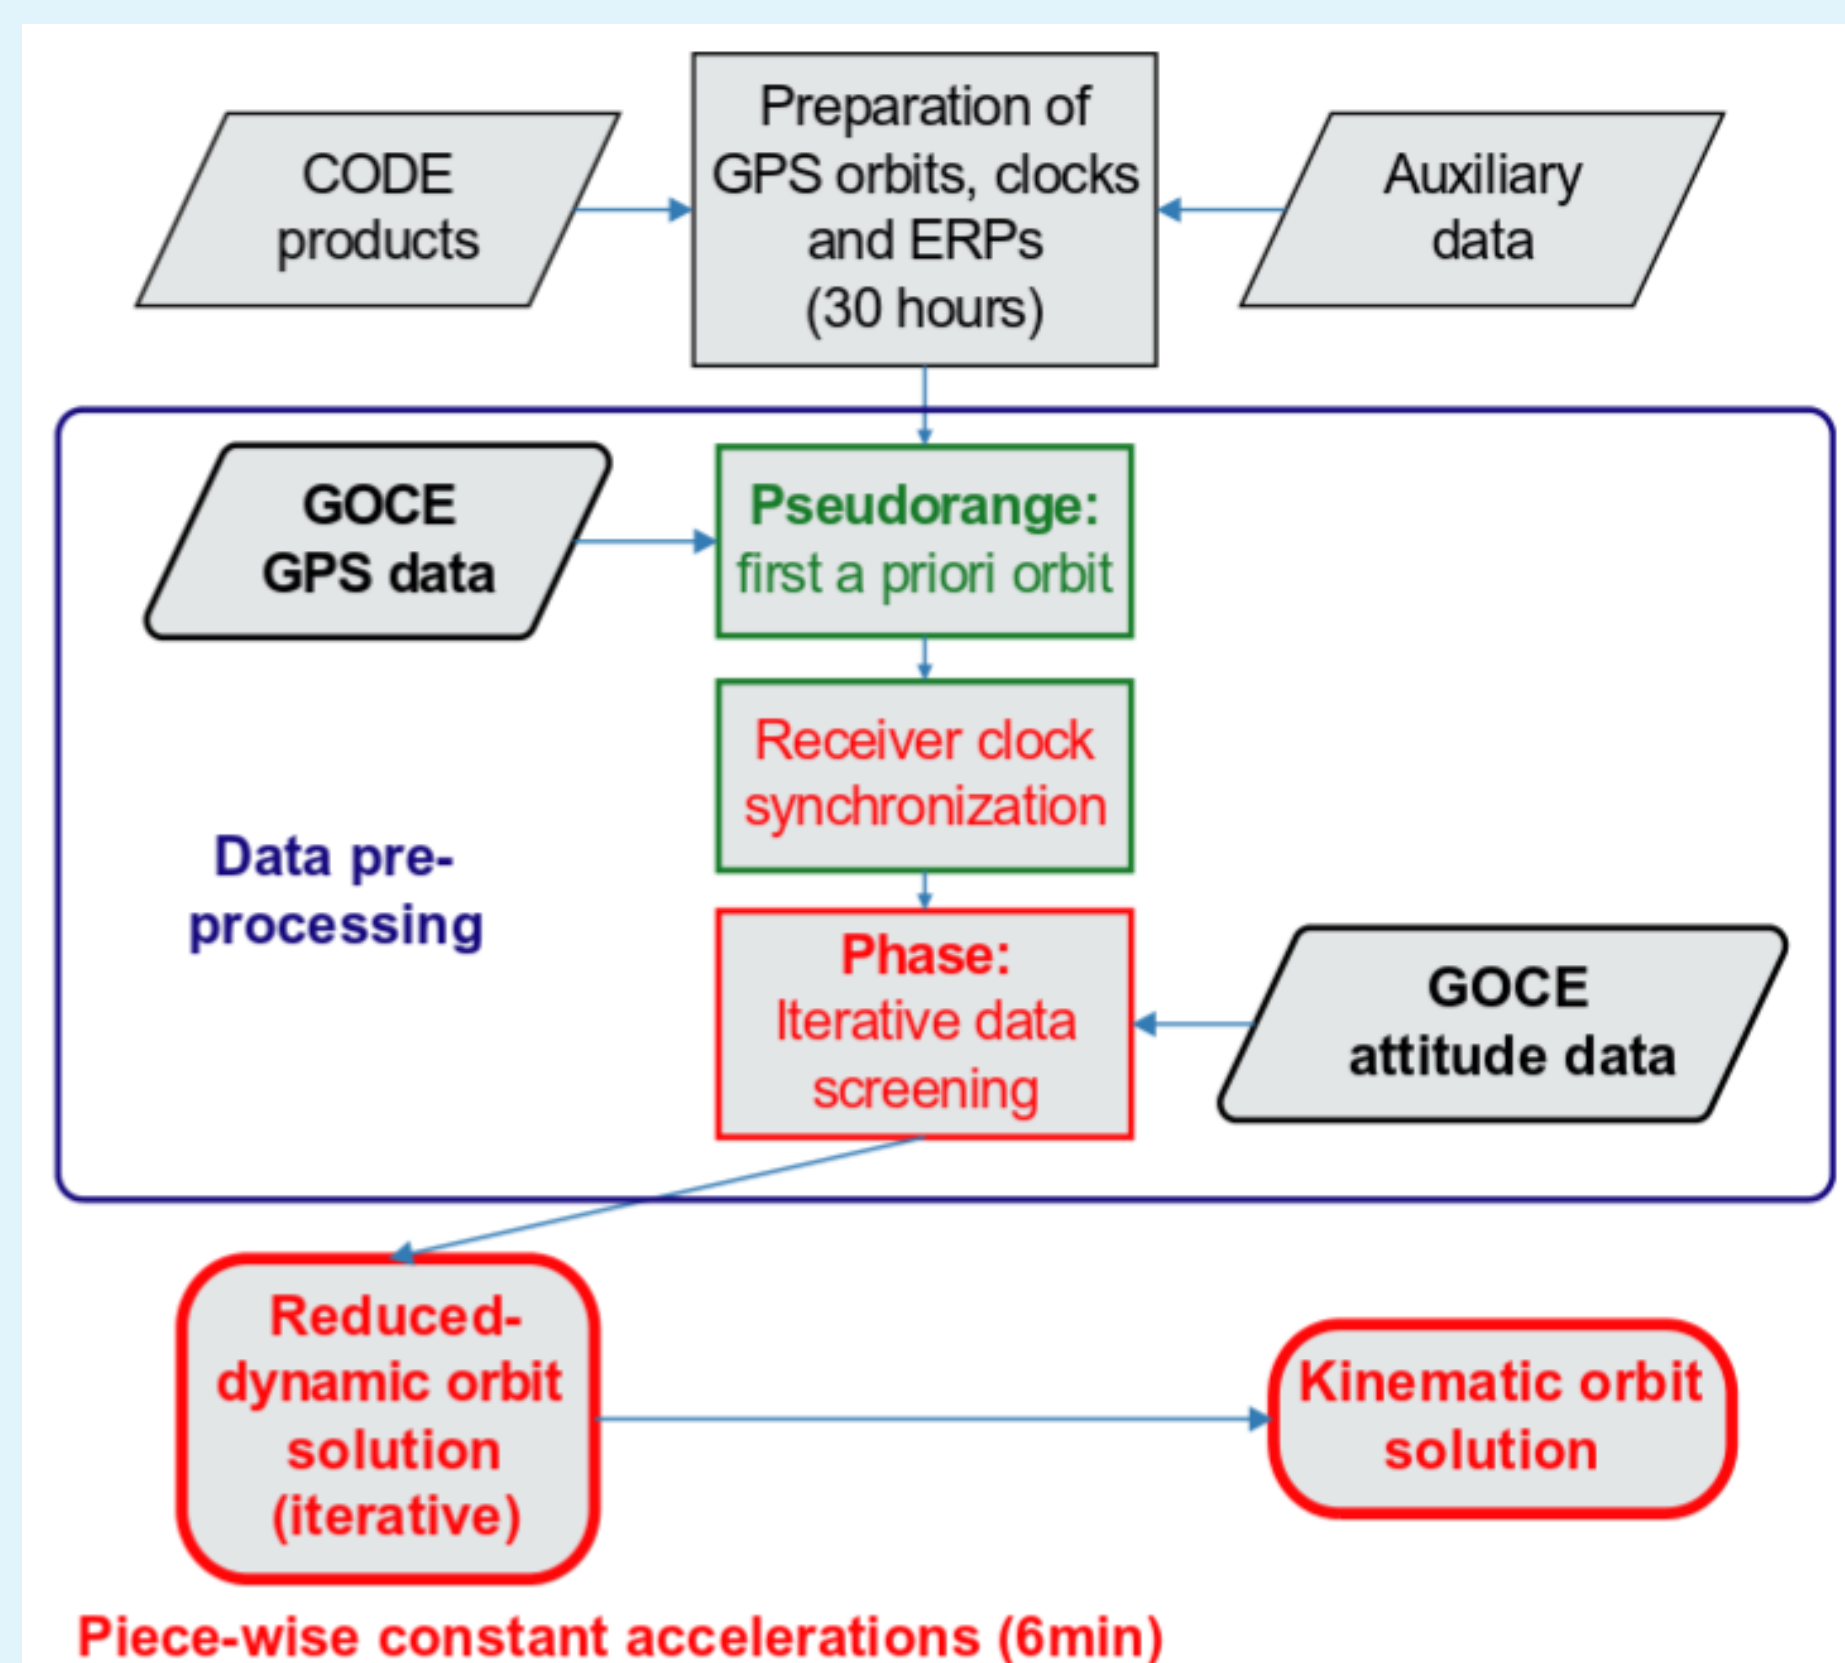 CODE
products
Preparation of
GPS orbits, clocks
and ERPs
(30 hours)
Auxiliary
data
GOCE
GPS data
Pseudorange:
first a priori orbit
Receiver clock
synchronization
Data pre-
processing
Phase:
Iterative data
screening
GOCE
attitude data
Reduced-
dynamic orbit
solution
(iterative)
Kinematic orbit
solution
Piece-wise constant accelerations (6min)